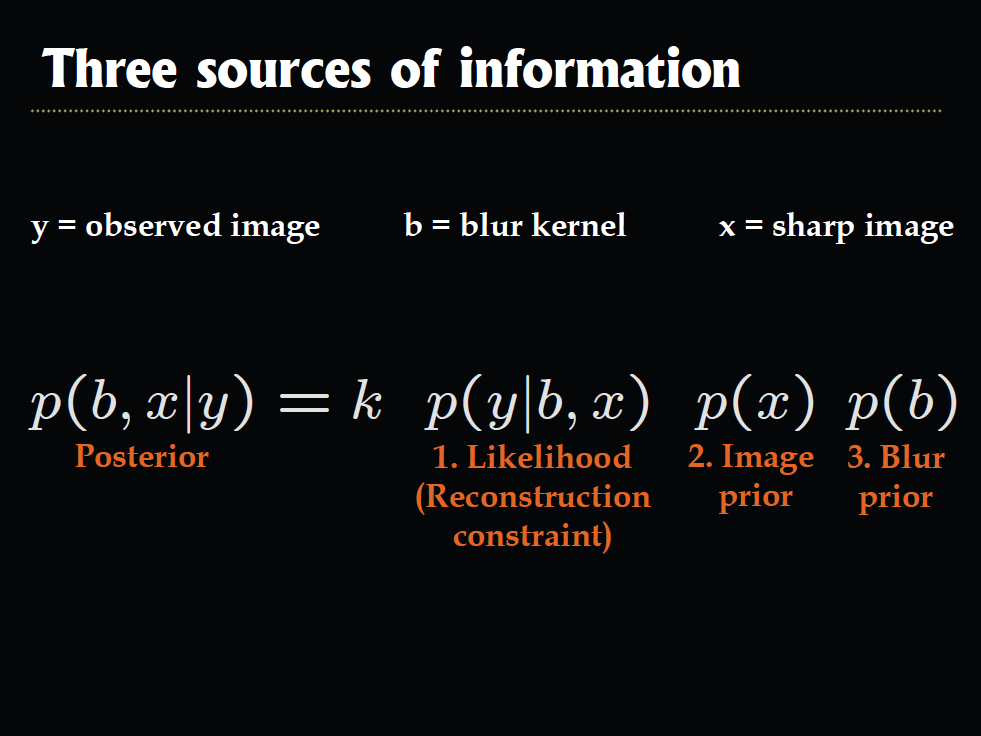 Three sources of information
y = observed image b = blur kernel x = sharp image
p(b, x|y) = k p(y|b, x) p(x) p(b)
Posterior 1. Likelihood 2. Image 3. Blur
(Reconstruction prior prior
constraint)